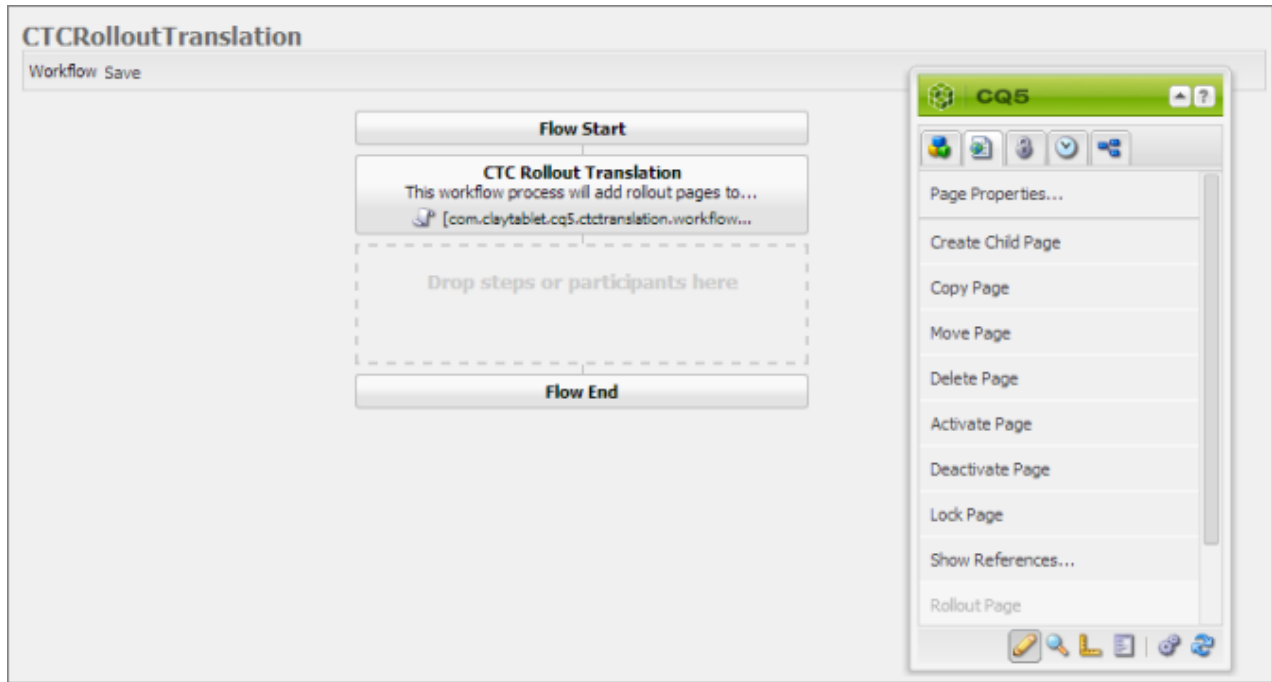 CTCRolloutTranslation
Workflow Save
Flow Start
CTC Rollout Translation
This workflow process will add rollout pages to...
[com.claytablet.cq5.ctctranslation.workflow...
Drop steps or participants here
Flow End
CQ5
?
Page Properties...
Create Child Page
Copy Page
Move Page
Delete Page
Activate Page
Deactivate Page
Lock Page
Show References...
Rollout Page